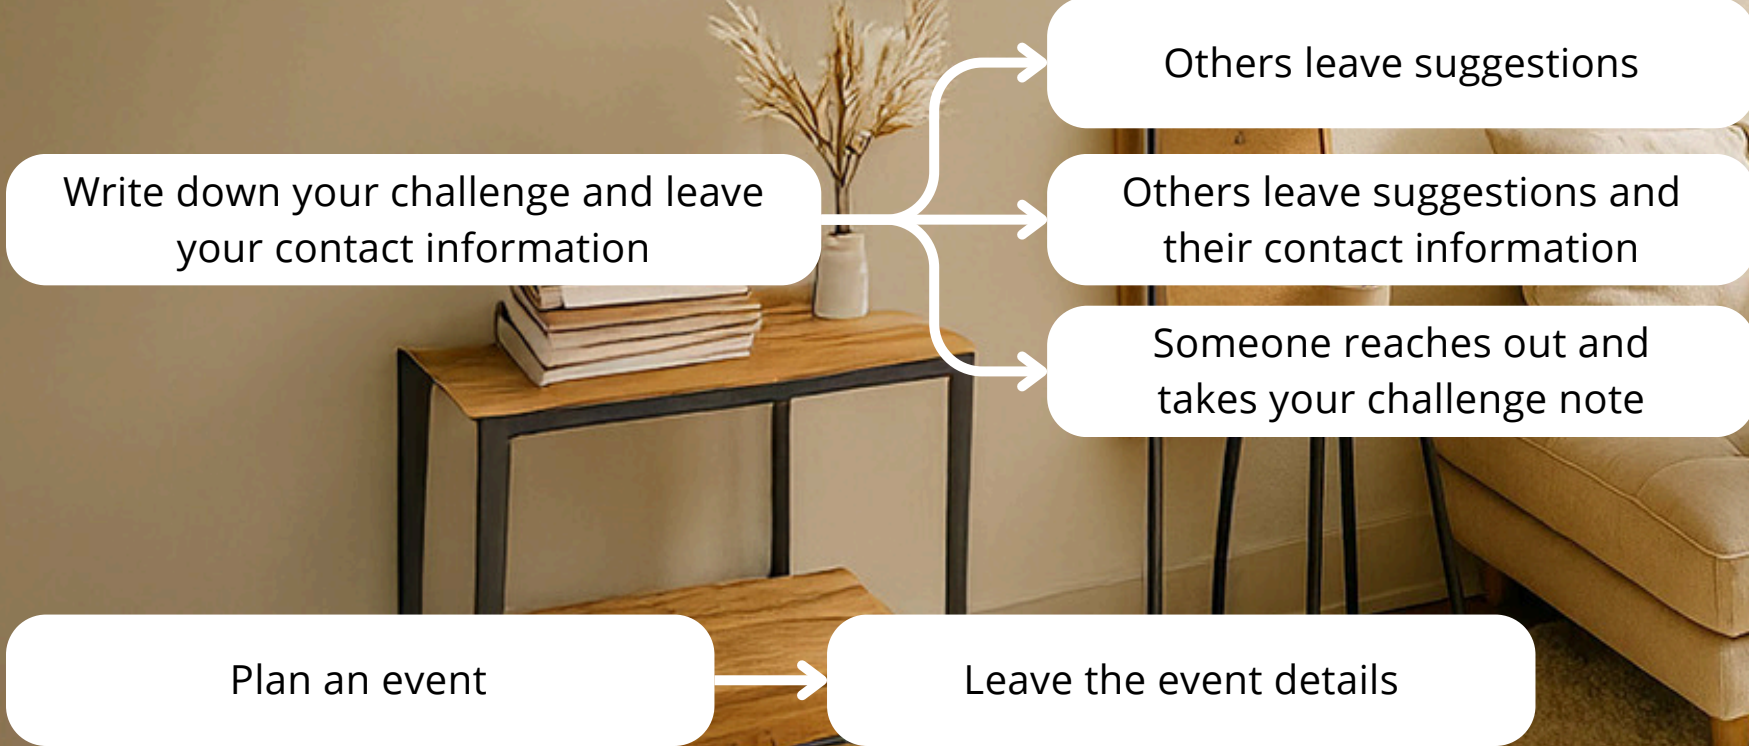 Others leave suggestions
Write down your challenge and leave
your contact information
Others leave suggestions and
their contact information
Someone reaches out and
takes your challenge note
Plan an event
Leave the event details